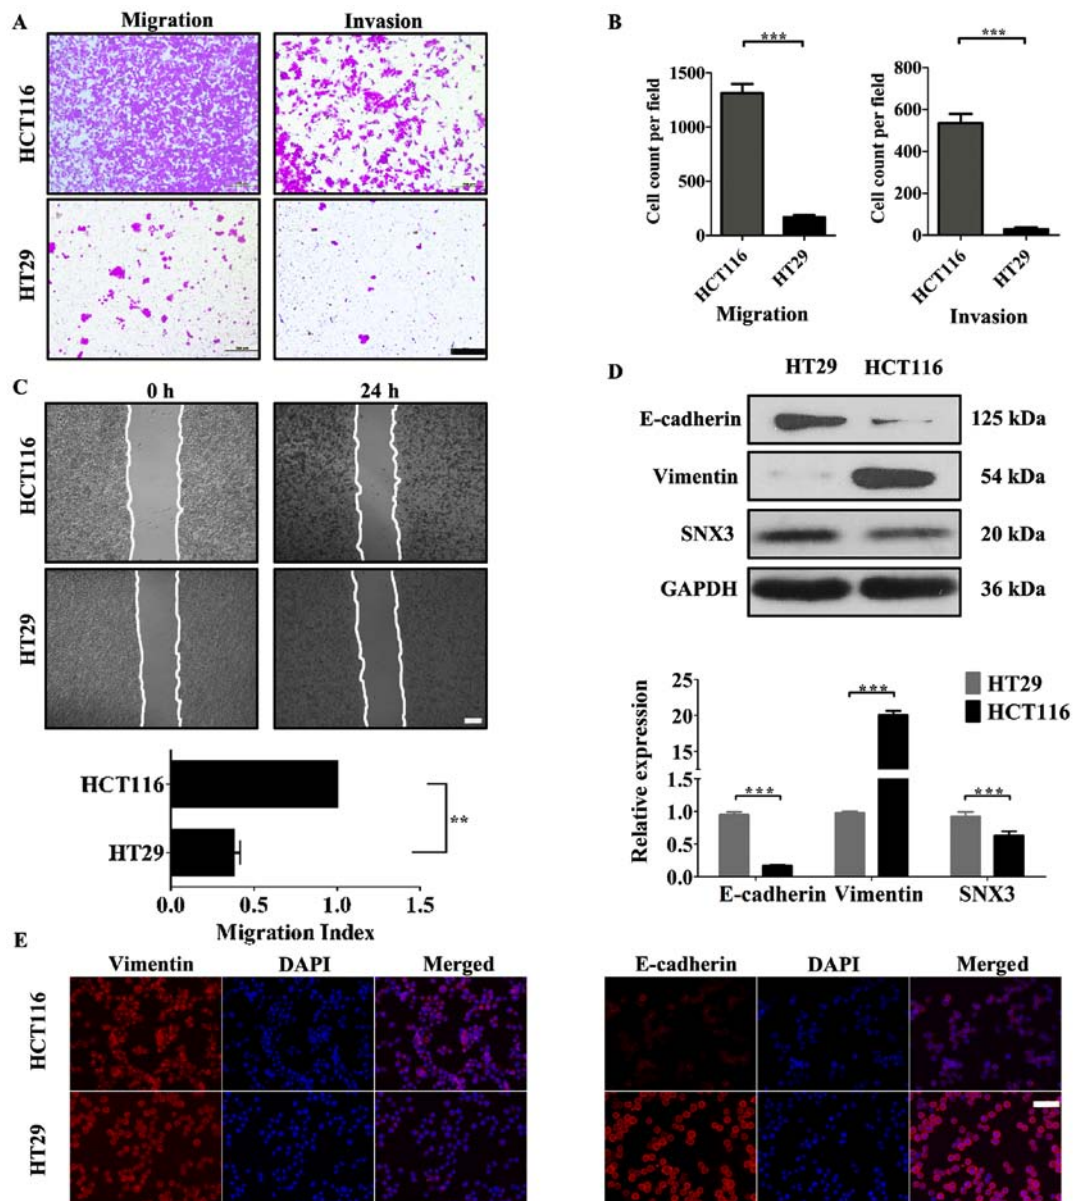 A
Migration
Invasion
HCT116
HT29
B
***
1500
1000
500
0
Cell count per field
HCT116
HT29
Migration
***
800
600
400
200
0
Cell count per field
HCT116
HT29
Invasion
C
0 h
24 h
HCT116
HT29
HCT116
HT29
**
0.0 0.5 1.0 1.5
Migration Index
D
HT29 HCT116
E-cadherin 125 kDa
Vimentin 54 kDa
SNX3 20 kDa
GAPDH 36 kDa
Relative expression
25
20
15
1.5
1.0
0.5
0.0
***
***
***
HT29
HCT116
E-cadherin Vimentin SNX3
E
Vimentin DAPI Merged
HCT116
HT29
E-cadherin DAPI Merged